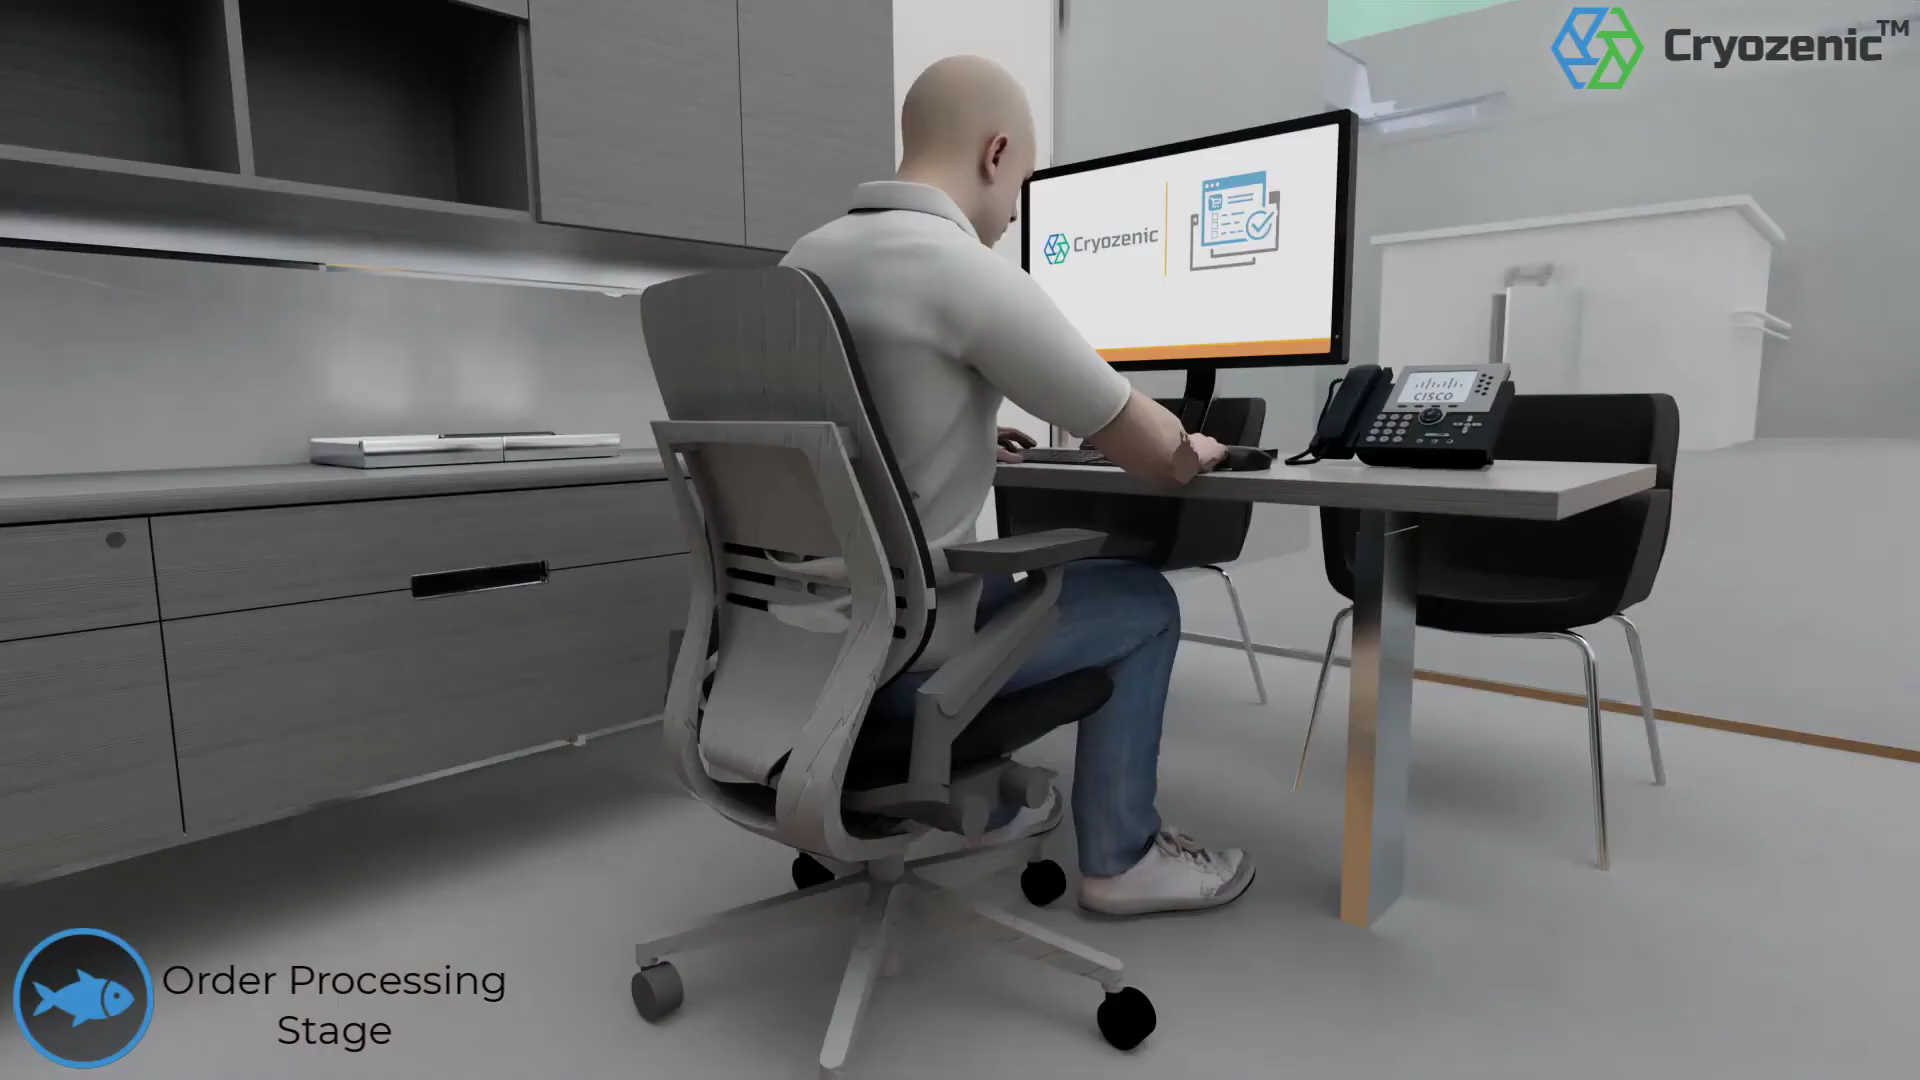 Cryozenic™
Cryozenic
CISCO
Order Processing
Stage